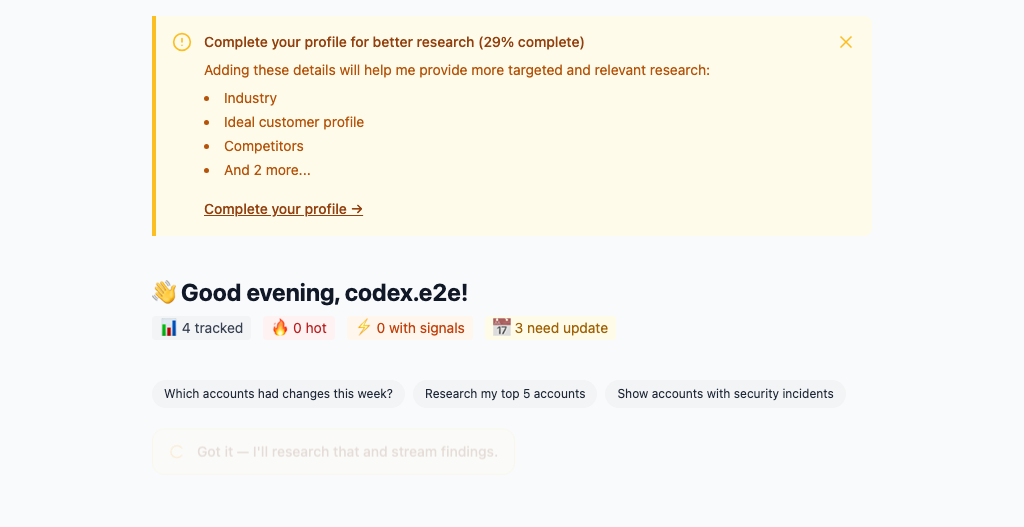 Complete your profile for better research (29% complete)
Adding these details will help me provide more targeted and relevant research:
• Industry
• Ideal customer profile
• Competitors
• And 2 more...
Complete your profile →
👋 Good evening, codex.e2e!
📊 4 tracked 🔥 0 hot ⚡ 0 with signals 📅 3 need update
Which accounts had changes this week? Research my top 5 accounts Show accounts with security incidents
Got it — I'll research that and stream findings.